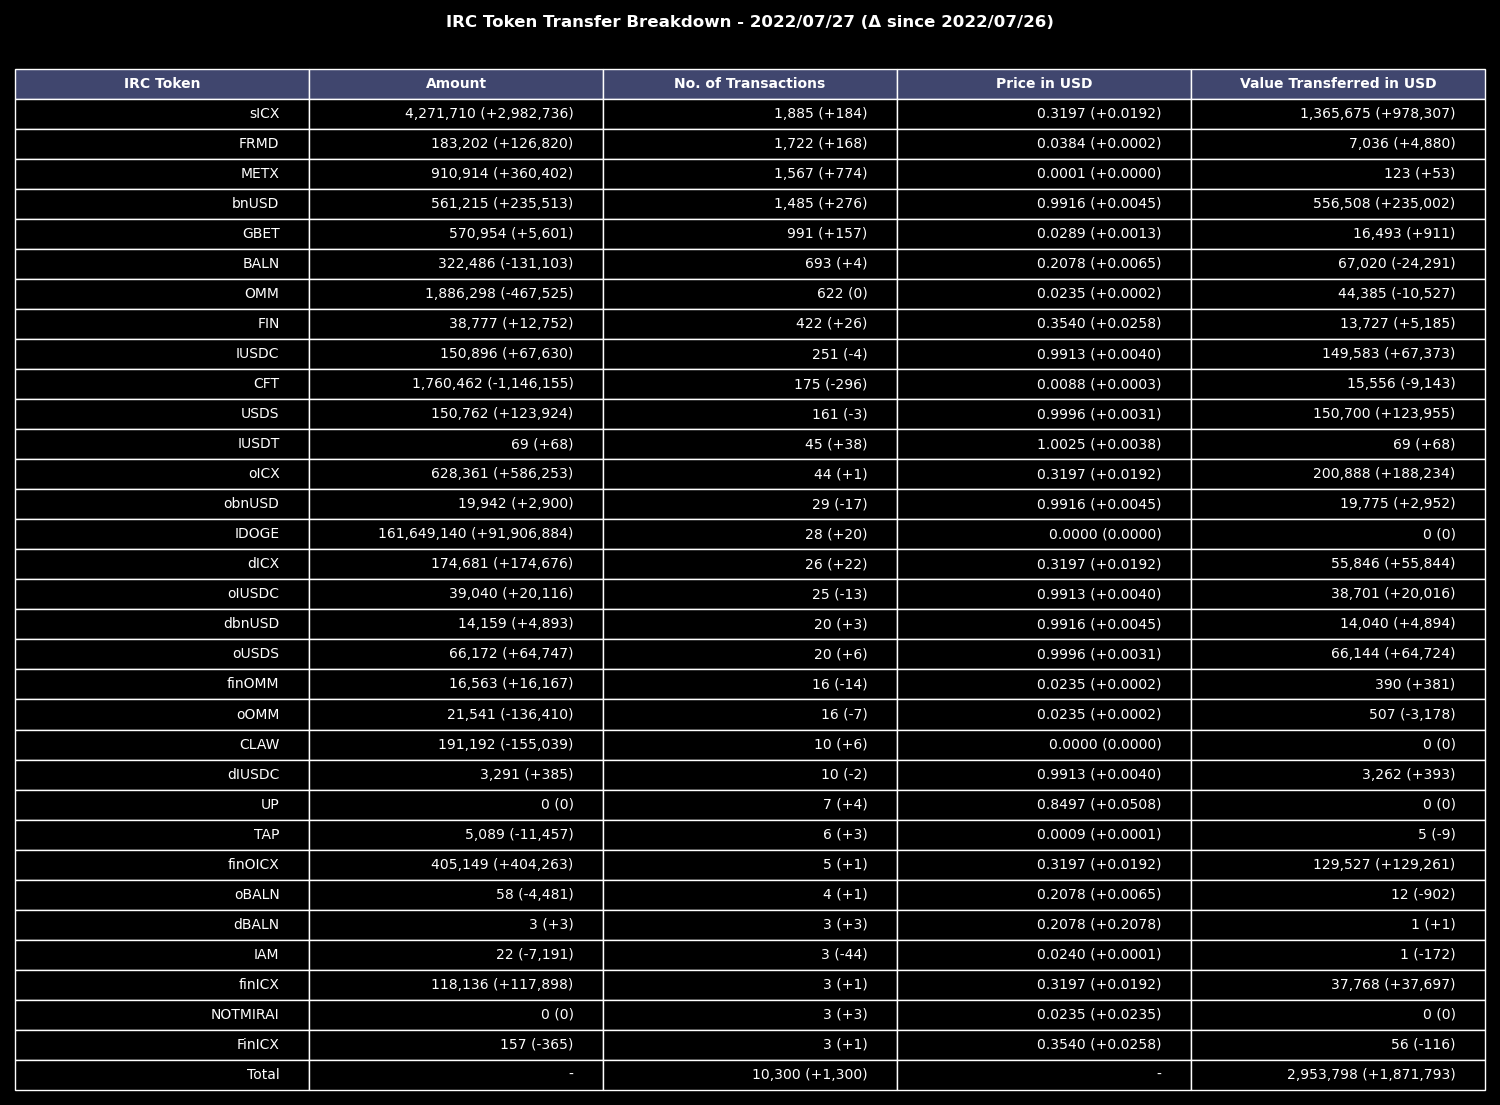 IRC Token Transfer Breakdown - 2022/07/27 (Δ since 2022/07/26)
IRC Token Amount No. of Transactions Price in USD Value Transferred in USD
sICX 4,271,710 (+2,982,736) 1,885 (+184) 0.3197 (+0.0192) 1,365,675 (+978,307)
FRMD 183,202 (+126,820) 1,722 (+168) 0.0384 (+0.0002) 7,036 (+4,880)
METX 910,914 (+360,402) 1,567 (+774) 0.0001 (+0.0000) 123 (+53)
bnUSD 561,215 (+235,513) 1,485 (+276) 0.9916 (+0.0045) 556,508 (+235,002)
GBET 570,954 (+5,601) 991 (+157) 0.0289 (+0.0013) 16,493 (+911)
BALN 322,486 (-131,103) 693 (+4) 0.2078 (+0.0065) 67,020 (-24,291)
OMM 1,886,298 (-467,525) 622 (0) 0.0235 (+0.0002) 44,385 (-10,527)
FIN 38,777 (+12,752) 422 (+26) 0.3540 (+0.0258) 13,727 (+5,185)
IUSDC 150,896 (+67,630) 251 (-4) 0.9913 (+0.0040) 149,583 (+67,373)
CFT 1,760,462 (-1,146,155) 175 (-296) 0.0088 (+0.0003) 15,556 (-9,143)
USDS 150,762 (+123,924) 161 (-3) 0.9996 (+0.0031) 150,700 (+123,955)
IUSDT 69 (+68) 45 (+38) 1.0025 (+0.0038) 69 (+68)
oICX 628,361 (+586,253) 44 (+1) 0.3197 (+0.0192) 200,888 (+188,234)
obnUSD 19,942 (+2,900) 29 (-17) 0.9916 (+0.0045) 19,775 (+2,952)
IDOGE 161,649,140 (+91,906,884) 28 (+20) 0.0000 (0.0000) 0 (0)
dICX 174,681 (+174,676) 26 (+22) 0.3197 (+0.0192) 55,846 (+55,844)
oIUSDC 39,040 (+20,116) 25 (-13) 0.9913 (+0.0040) 38,701 (+20,016)
dbnUSD 14,159 (+4,893) 20 (+3) 0.9916 (+0.0045) 14,040 (+4,894)
oUSDS 66,172 (+64,747) 20 (+6) 0.9996 (+0.0031) 66,144 (+64,724)
finOMM 16,563 (+16,167) 16 (-14) 0.0235 (+0.0002) 390 (+381)
oOMM 21,541 (-136,410) 16 (-7) 0.0235 (+0.0002) 507 (-3,178)
CLAW 191,192 (-155,039) 10 (+6) 0.0000 (0.0000) 0 (0)
dIUSDC 3,291 (+385) 10 (-2) 0.9913 (+0.0040) 3,262 (+393)
UP 0 (0) 7 (+4) 0.8497 (+0.0508) 0 (0)
TAP 5,089 (-11,457) 6 (+3) 0.0009 (+0.0001) 5 (-9)
finOICX 405,149 (+404,263) 5 (+1) 0.3197 (+0.0192) 129,527 (+129,261)
oBALN 58 (-4,481) 4 (+1) 0.2078 (+0.0065) 12 (-902)
dBALN 3 (+3) 3 (+3) 0.2078 (+0.2078) 1 (+1)
IAM 22 (-7,191) 3 (-44) 0.0240 (+0.0001) 1 (-172)
finICX 118,136 (+117,898) 3 (+1) 0.3197 (+0.0192) 37,768 (+37,697)
NOTMIRAI 0 (0) 3 (+3) 0.0235 (+0.0235) 0 (0)
FinICX 157 (-365) 3 (+1) 0.3540 (+0.0258) 56 (-116)
Total - 10,300 (+1,300) - 2,953,798 (+1,871,793)